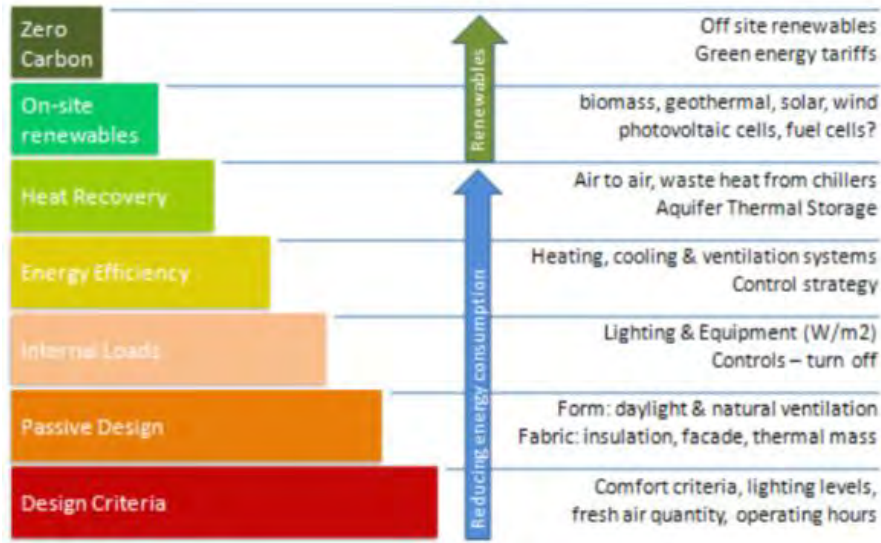 Zero
Carbon
Off site renewables
Green energy tariffs
On-site
renewables
biomass, geothermal, solar, wind
photovoltaic cells, fuel cells?
Renewables
Heat Recovery
Air to air, waste heat from chillers
Aquifer Thermal Storage
Energy Efficiency
Heating, cooling & ventilation systems
Control strategy
Internal Loads
Lighting & Equipment (W/m2)
Controls – turn off
Passive Design
Form: daylight & natural ventilation
Fabric: insulation, facade, thermal mass
Design Criteria
Comfort criteria, lighting levels,
fresh air quantity, operating hours
Reducing energy consumption